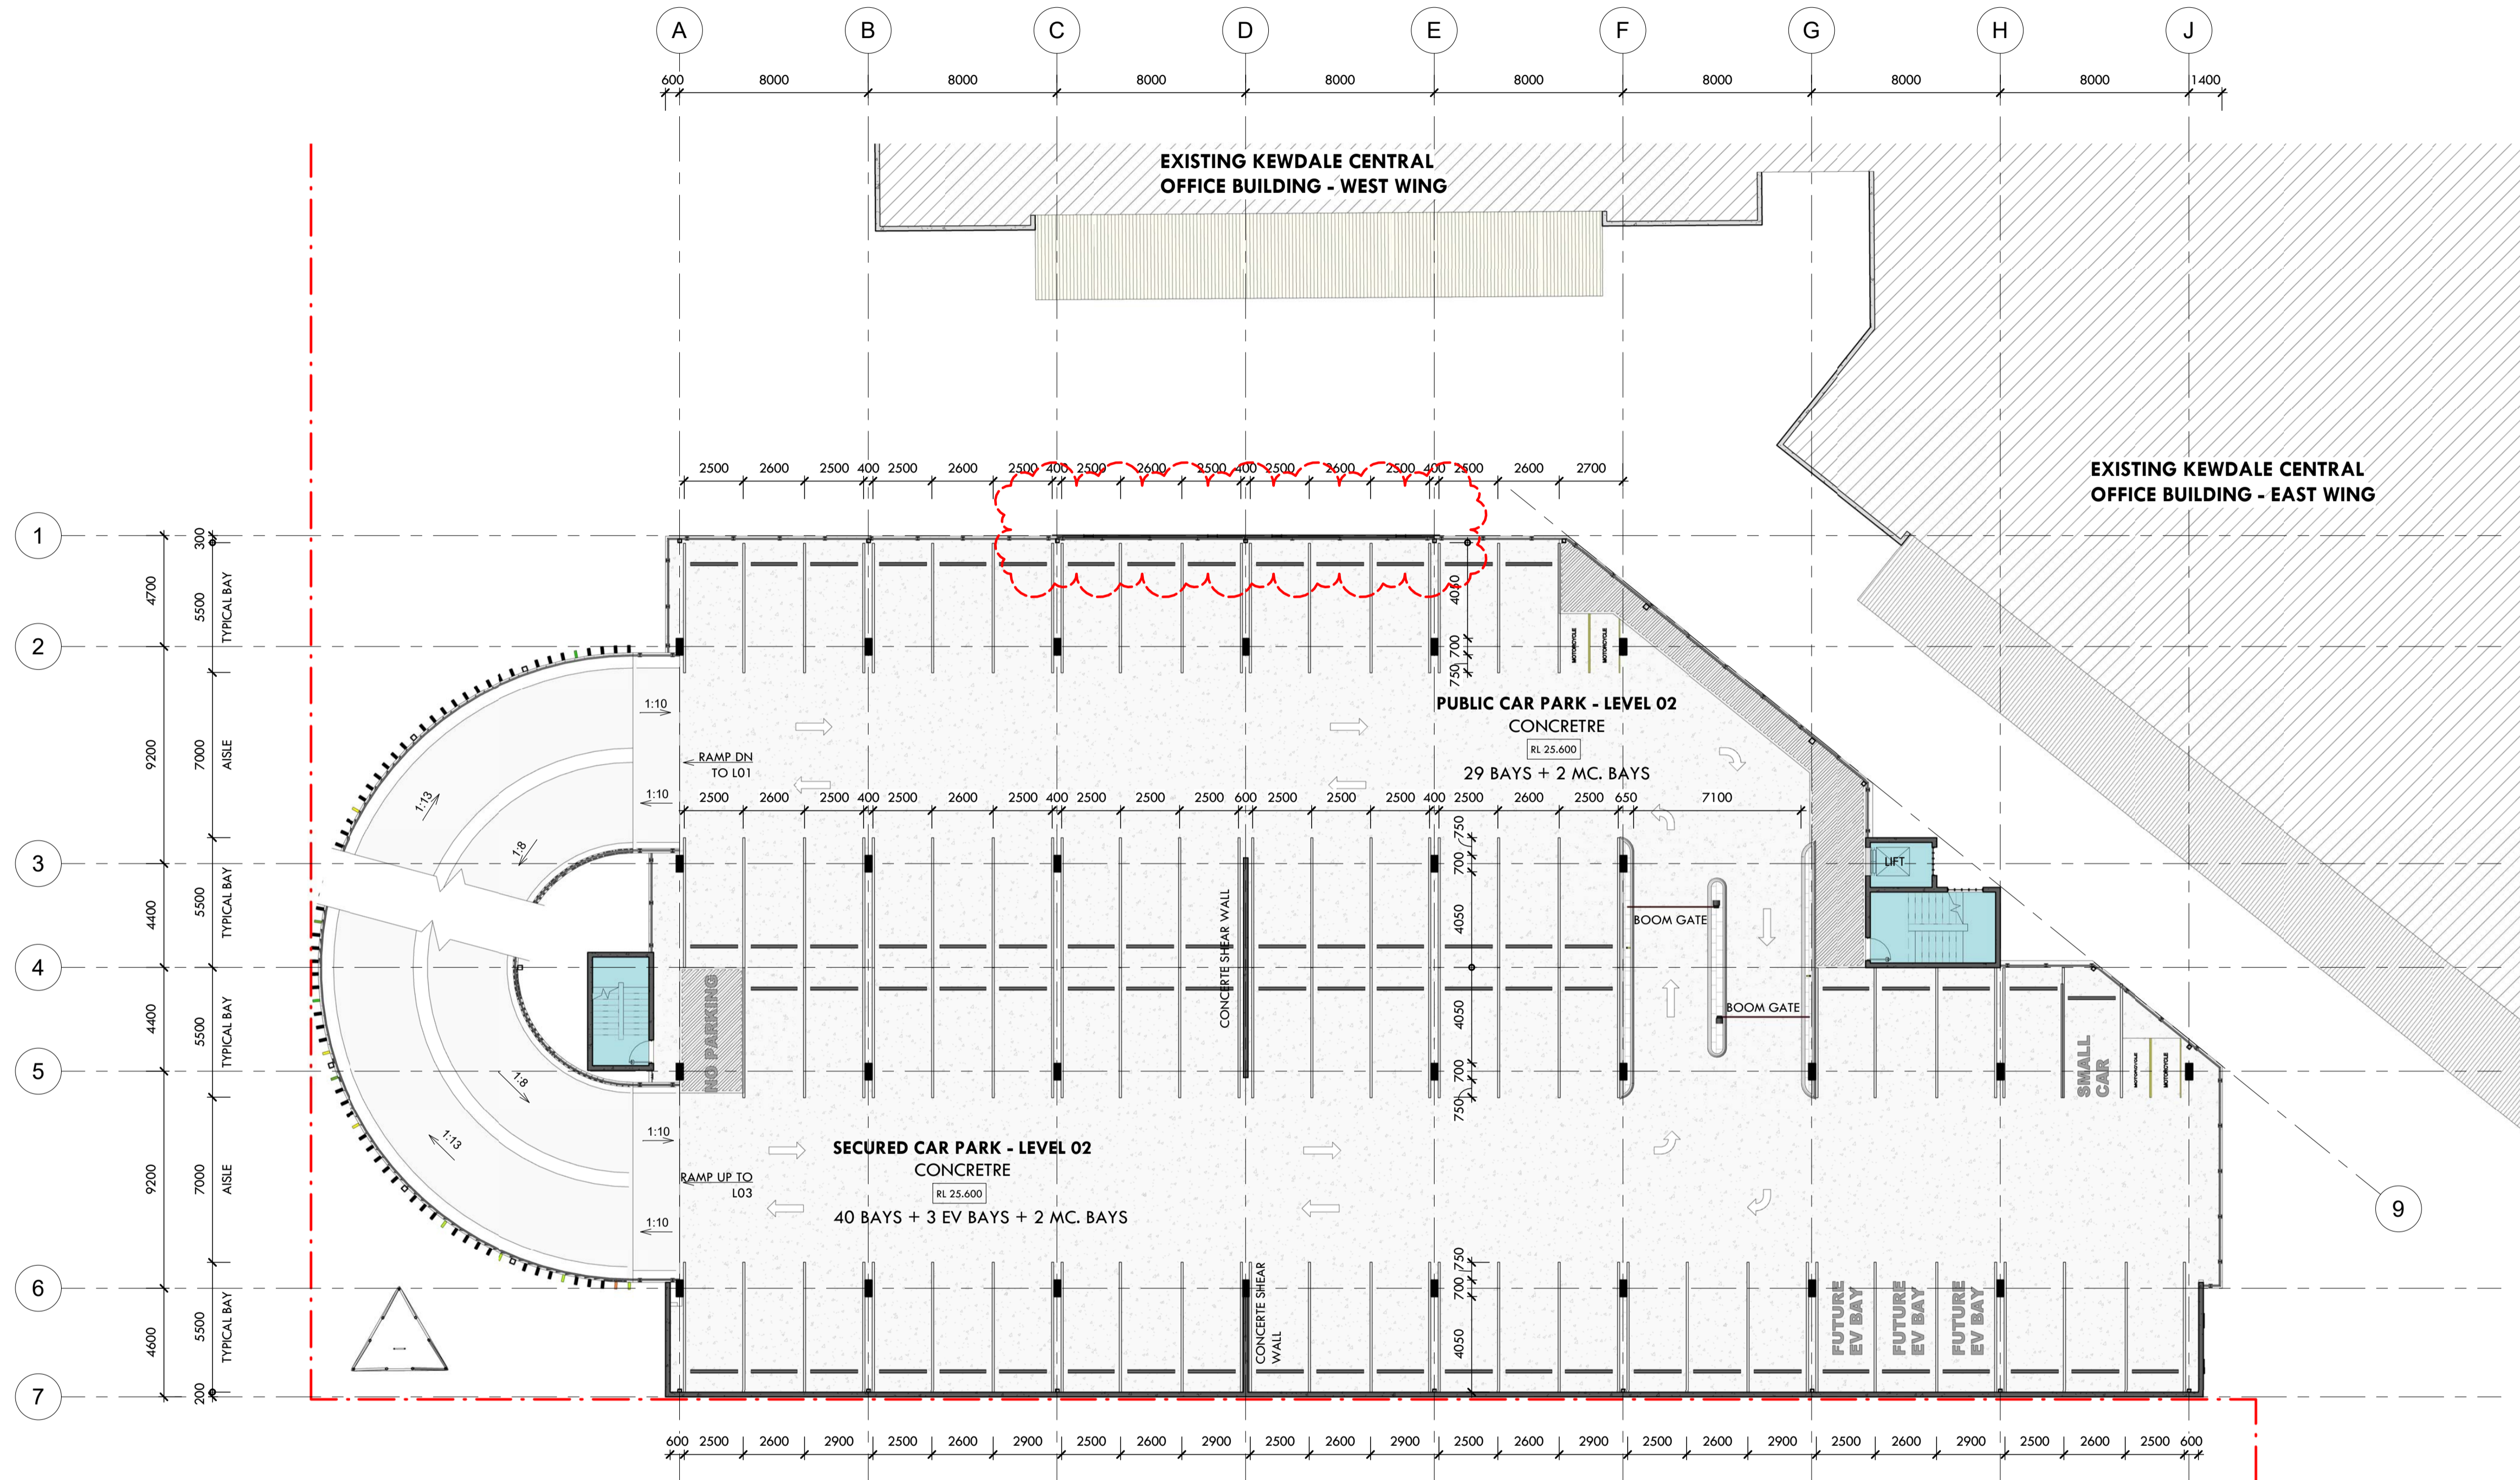 A B C D E F G H J
600 8000 8000 8000 8000 8000 8000 8000 8000 1400
EXISTING KEWDALE CENTRAL
OFFICE BUILDING - WEST WING
EXISTING KEWDALE CENTRAL
OFFICE BUILDING - EAST WING
2500 2600 2500 400 2500 2600 2500 400 2500 2600 2500 400 2500 2600 2500 400 2500 2600 2700
1
2
3
4
5
6
7
9
4700
9200
4400
4400
9200
4600
300
5500
TYPICAL BAY
7000
AISLE
5500
TYPICAL BAY
5500
TYPICAL BAY
7000
AISLE
5500
TYPICAL BAY
200
4050
700
750
MOTORCYCLE
MOTORCYCLE
1:10
PUBLIC CAR PARK - LEVEL 02
CONCRETRE
RL 25.600
29 BAYS + 2 MC. BAYS
RAMP DN
TO L01
1:10
1:13
1:8
2500 2600 2500 400 2500 2600 2500 400 2500 2500 2500 600 2500 2500 2500 400 2500 2600 2500 650 7100
750
700
4050
LIFT
CONCERTE SHEAR WALL
BOOM GATE
BOOM GATE
NO PARKING
4050
700
750
SMALL
CAR
MOTORCYCLE
MOTORCYCLE
1:8
1:13
1:10
SECURED CAR PARK - LEVEL 02
CONCRETRE
RL 25.600
40 BAYS + 3 EV BAYS + 2 MC. BAYS
RAMP UP TO
L03
1:10
750
700
4050
CONCERTE SHEAR
WALL
FUTURE
EV BAY
FUTURE
EV BAY
FUTURE
EV BAY
600 2500 2600 2900 2500 2600 2900 2500 2600 2900 2500 2600 2900 2500 2600 2900 2500 2600 2900 2500 2600 2900 2500 2600 2500 600